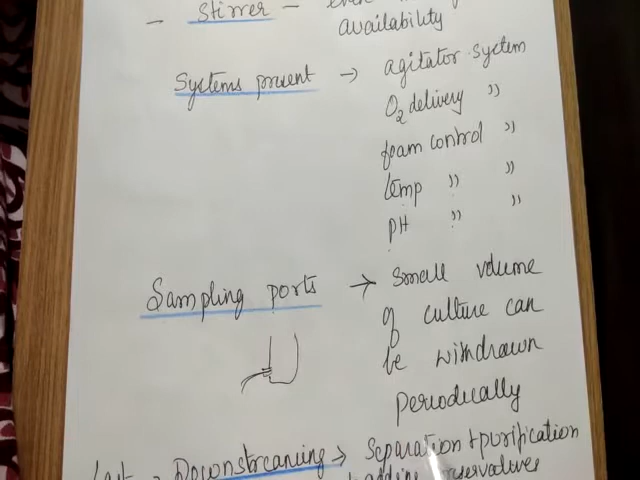 - Stirrer -
availability
Systems present → agitator system
O2 delivery ))
foam control ))
temp )) ))
pH )) ))
Sampling ports → Small volume
of culture can
be withdrawn
periodically
Downstreaming → Separation + purification